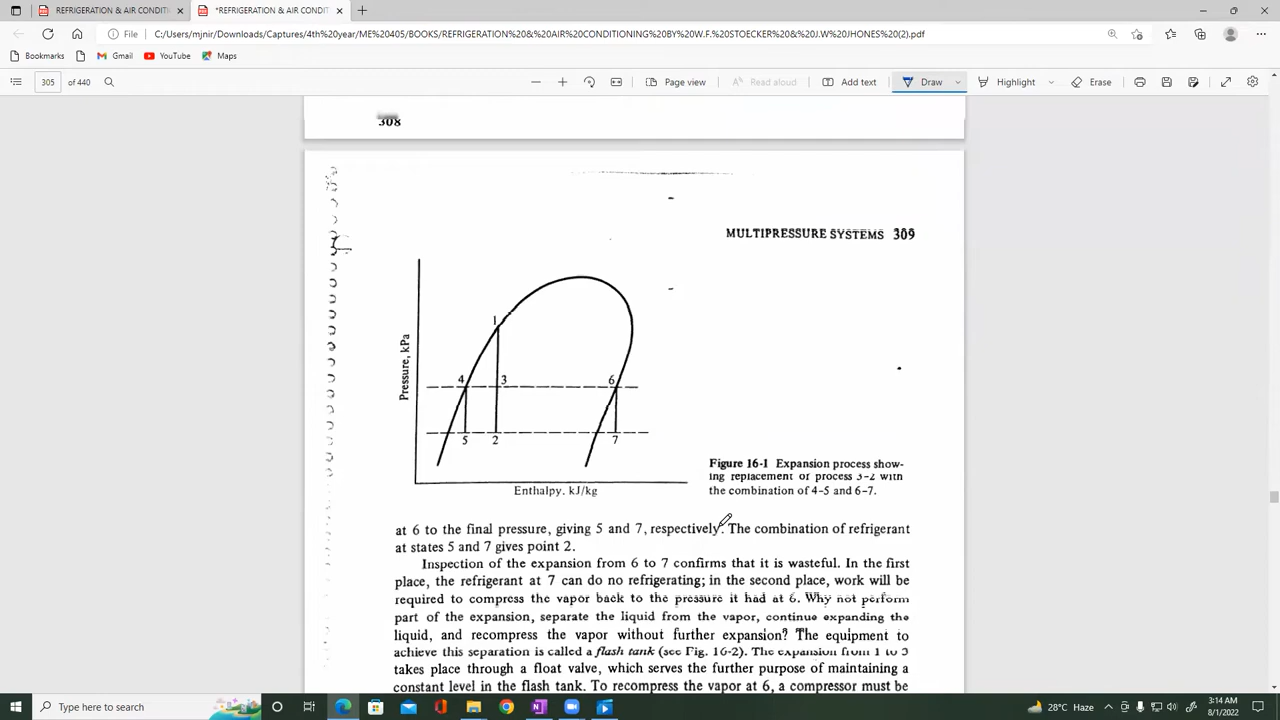 REFRIGERATION & AIR CONDIT
*REFRIGERATION & AIR CONDIT
File
C:/Users/mjnir/Downloads/Captures/4th%20year/ME%20405/BOOKS/REFRIGERATION%20&%20AIR%20CONDITIONING%20BY%20W.F.%20STOECKER%20&%20J.W%20JHONES%20(2).pdf
Bookmarks
Gmail
YouTube
Maps
305 of 440
Page view
Read aloud
Add text
Draw
Highlight
Erase
308
MULTIPRESSURE SYSTEMS 309
Pressure, kPa
1
4 3 6
5 2 7
Enthalpy. kJ/kg
Figure 16-1 Expansion process show-
ing replacement of process 3-2 with
the combination of 4-5 and 6-7.
at 6 to the final pressure, giving 5 and 7, respectively. The combination of refrigerant
at states 5 and 7 gives point 2.
Inspection of the expansion from 6 to 7 confirms that it is wasteful. In the first
place, the refrigerant at 7 can do no refrigerating; in the second place, work will be
required to compress the vapor back to the pressure it had at 6. Why not perform
part of the expansion, separate the liquid from the vapor, continue expanding the
liquid, and recompress the vapor without further expansion? The equipment to
achieve this separation is called a flash tank (see Fig. 16-2). The expansion from 1 to 3
takes place through a float valve, which serves the further purpose of maintaining a
constant level in the flash tank. To recompress the vapor at 6, a compressor must be
Type here to search
28°C Haze
3:14 AM
8/1/2022